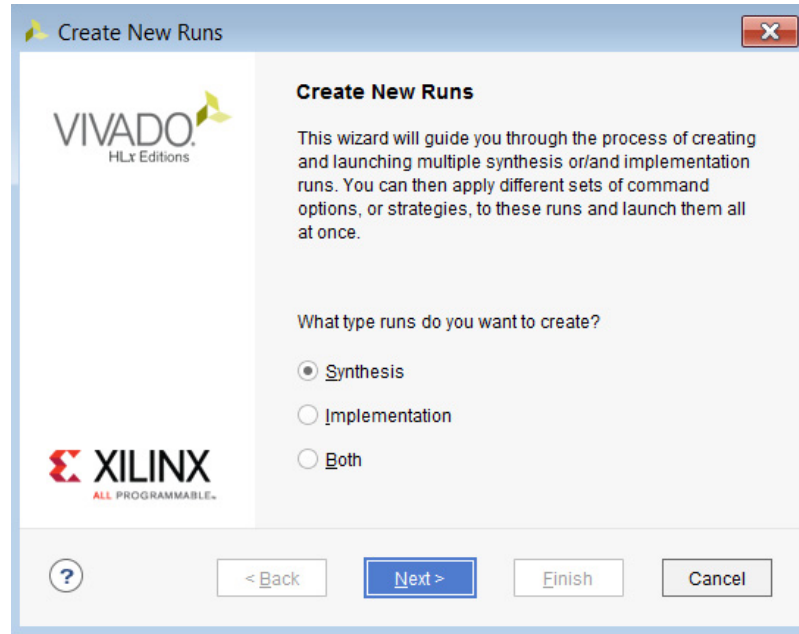 Create New Runs
VIVADO.
HLx Editions
Create New Runs
This wizard will guide you through the process of creating
and launching multiple synthesis or/and implementation
runs. You can then apply different sets of command
options, or strategies, to these runs and launch them all
at once.
What type runs do you want to create?
Synthesis
Implementation
Both
XILINX
ALL PROGRAMMABLE™
?
< Back
Next >
Finish
Cancel